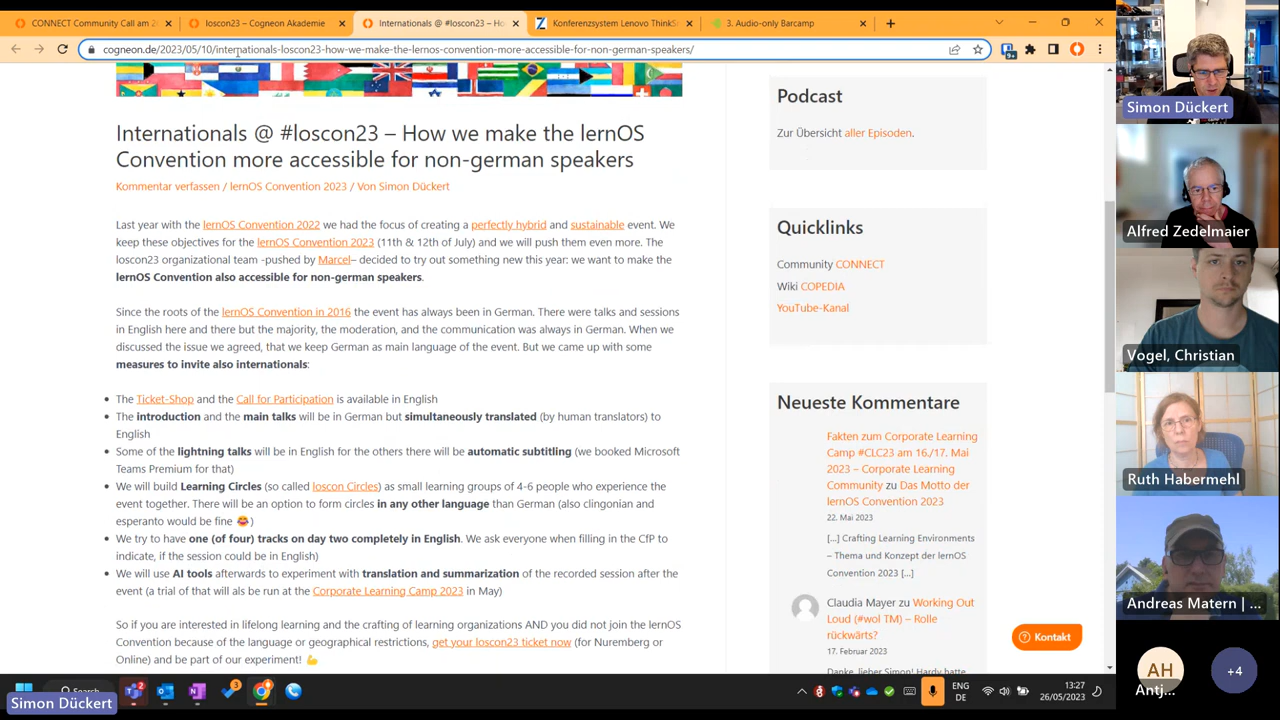 CONNECT Community Call am 2
loscon23 – Cogneon Akademie
Internationals @ #loscon23 – Ho
Konferenzsystem Lenovo ThinkS
3. Audio-only Barcamp
cogneon.de/2023/05/10/internationals-loscon23-how-we-make-the-lernos-convention-more-accessible-for-non-german-speakers/
9+
Internationals @ #loscon23 – How we make the lernOS
Convention more accessible for non-german speakers
Kommentar verfassen / lernOS Convention 2023 / Von Simon Dückert
Last year with the lernOS Convention 2022 we had the focus of creating a perfectly hybrid and sustainable event. We
keep these objectives for the lernOS Convention 2023 (11th & 12th of July) and we will push them even more. The
loscon23 organizational team -pushed by Marcel– decided to try out something new this year: we want to make the
lernOS Convention also accessible for non-german speakers.
Since the roots of the lernOS Convention in 2016 the event has always been in German. There were talks and sessions
in English here and there but the majority, the moderation, and the communication was always in German. When we
discussed the issue we agreed, that we keep German as main language of the event. But we came up with some
measures to invite also internationals:
• The Ticket-Shop and the Call for Participation is available in English
• The introduction and the main talks will be in German but simultaneously translated (by human translators) to
English
• Some of the lightning talks will be in English for the others there will be automatic subtitling (we booked Microsoft
Teams Premium for that)
• We will build Learning Circles (so called loscon Circles) as small learning groups of 4-6 people who experience the
event together. There will be an option to form circles in any other language than German (also clingonian and
esperanto would be fine 😂)
• We try to have one (of four) tracks on day two completely in English. We ask everyone when filling in the CfP to
indicate, if the session could be in English)
• We will use AI tools afterwards to experiment with translation and summarization of the recorded session after the
event (a trial of that will als be run at the Corporate Learning Camp 2023 in May)
So if you are interested in lifelong learning and the crafting of learning organizations AND you did not join the lernOS
Convention because of the language or geographical restrictions, get your loscon23 ticket now (for Nuremberg or
Online) and be part of our experiment! 💪
Podcast
Zur Übersicht aller Episoden.
Quicklinks
Community CONNECT
Wiki COPEDIA
YouTube-Kanal
Neueste Kommentare
Fakten zum Corporate Learning
Camp #CLC23 am 16./17. Mai
2023 – Corporate Learning
Community zu Das Motto der
lernOS Convention 2023
22. Mai 2023
[...] Crafting Learning Environments
– Thema und Konzept der lernOS
Convention 2023 [...]
Claudia Mayer zu Working Out
Loud (#wol TM) – Rolle
rückwärts?
17. Februar 2023
Danke, lieber Simon! Hardy hatte
Kontakt
Search
2
3
ENG
DE
13:27
26/05/2023
Simon Dückert
Simon Dückert
Alfred Zedelmaier
Vogel, Christian
Ruth Habermehl
Andreas Matern | ...
AH
Antj...
+4